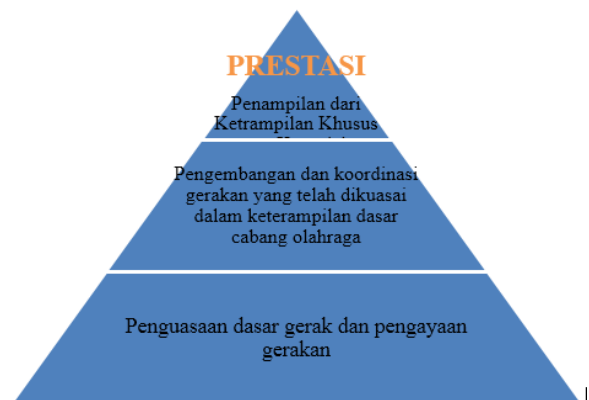 PRESTASI
Penampilan dari
Ketrampilan Khusus
Pengembangan dan koordinasi
gerakan yang telah dikuasai
dalam keterampilan dasar
cabang olahraga
Penguasaan dasar gerak dan pengayaan
gerakan